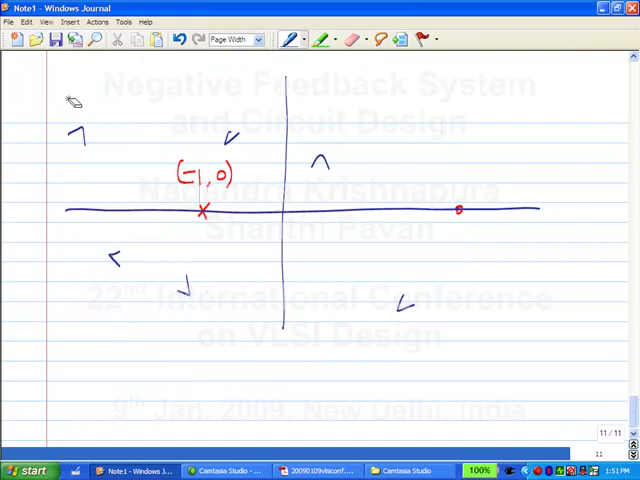 Note1 - Windows Journal
File Edit View Insert Actions Tools Help
Page Width
Negative Feedback System
and Circuit Design
(-1, 0)
Nagendra Krishnapura
Shanthi Pavan
22nd International Conference
on VLSI Design
9th Jan. 2009. New Delhi, India
11 / 11
11
start
Note1 - Windows J...
Camtasia Studio - ...
20090109vlsiconf....
Camtasia Studio
100%
1:51 PM